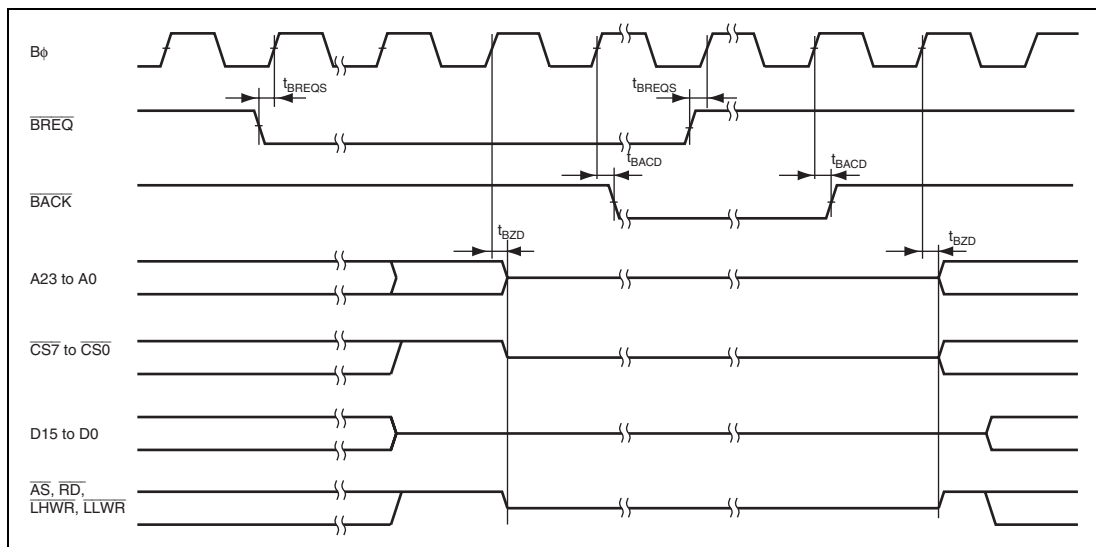 Bφ
tBREQS
tBREQS
BREQ
tBACD
tBACD
BACK
tBZD
tBZD
A23 to A0
CS7 to CS0
D15 to D0
AS, RD,
LHWR, LLWR